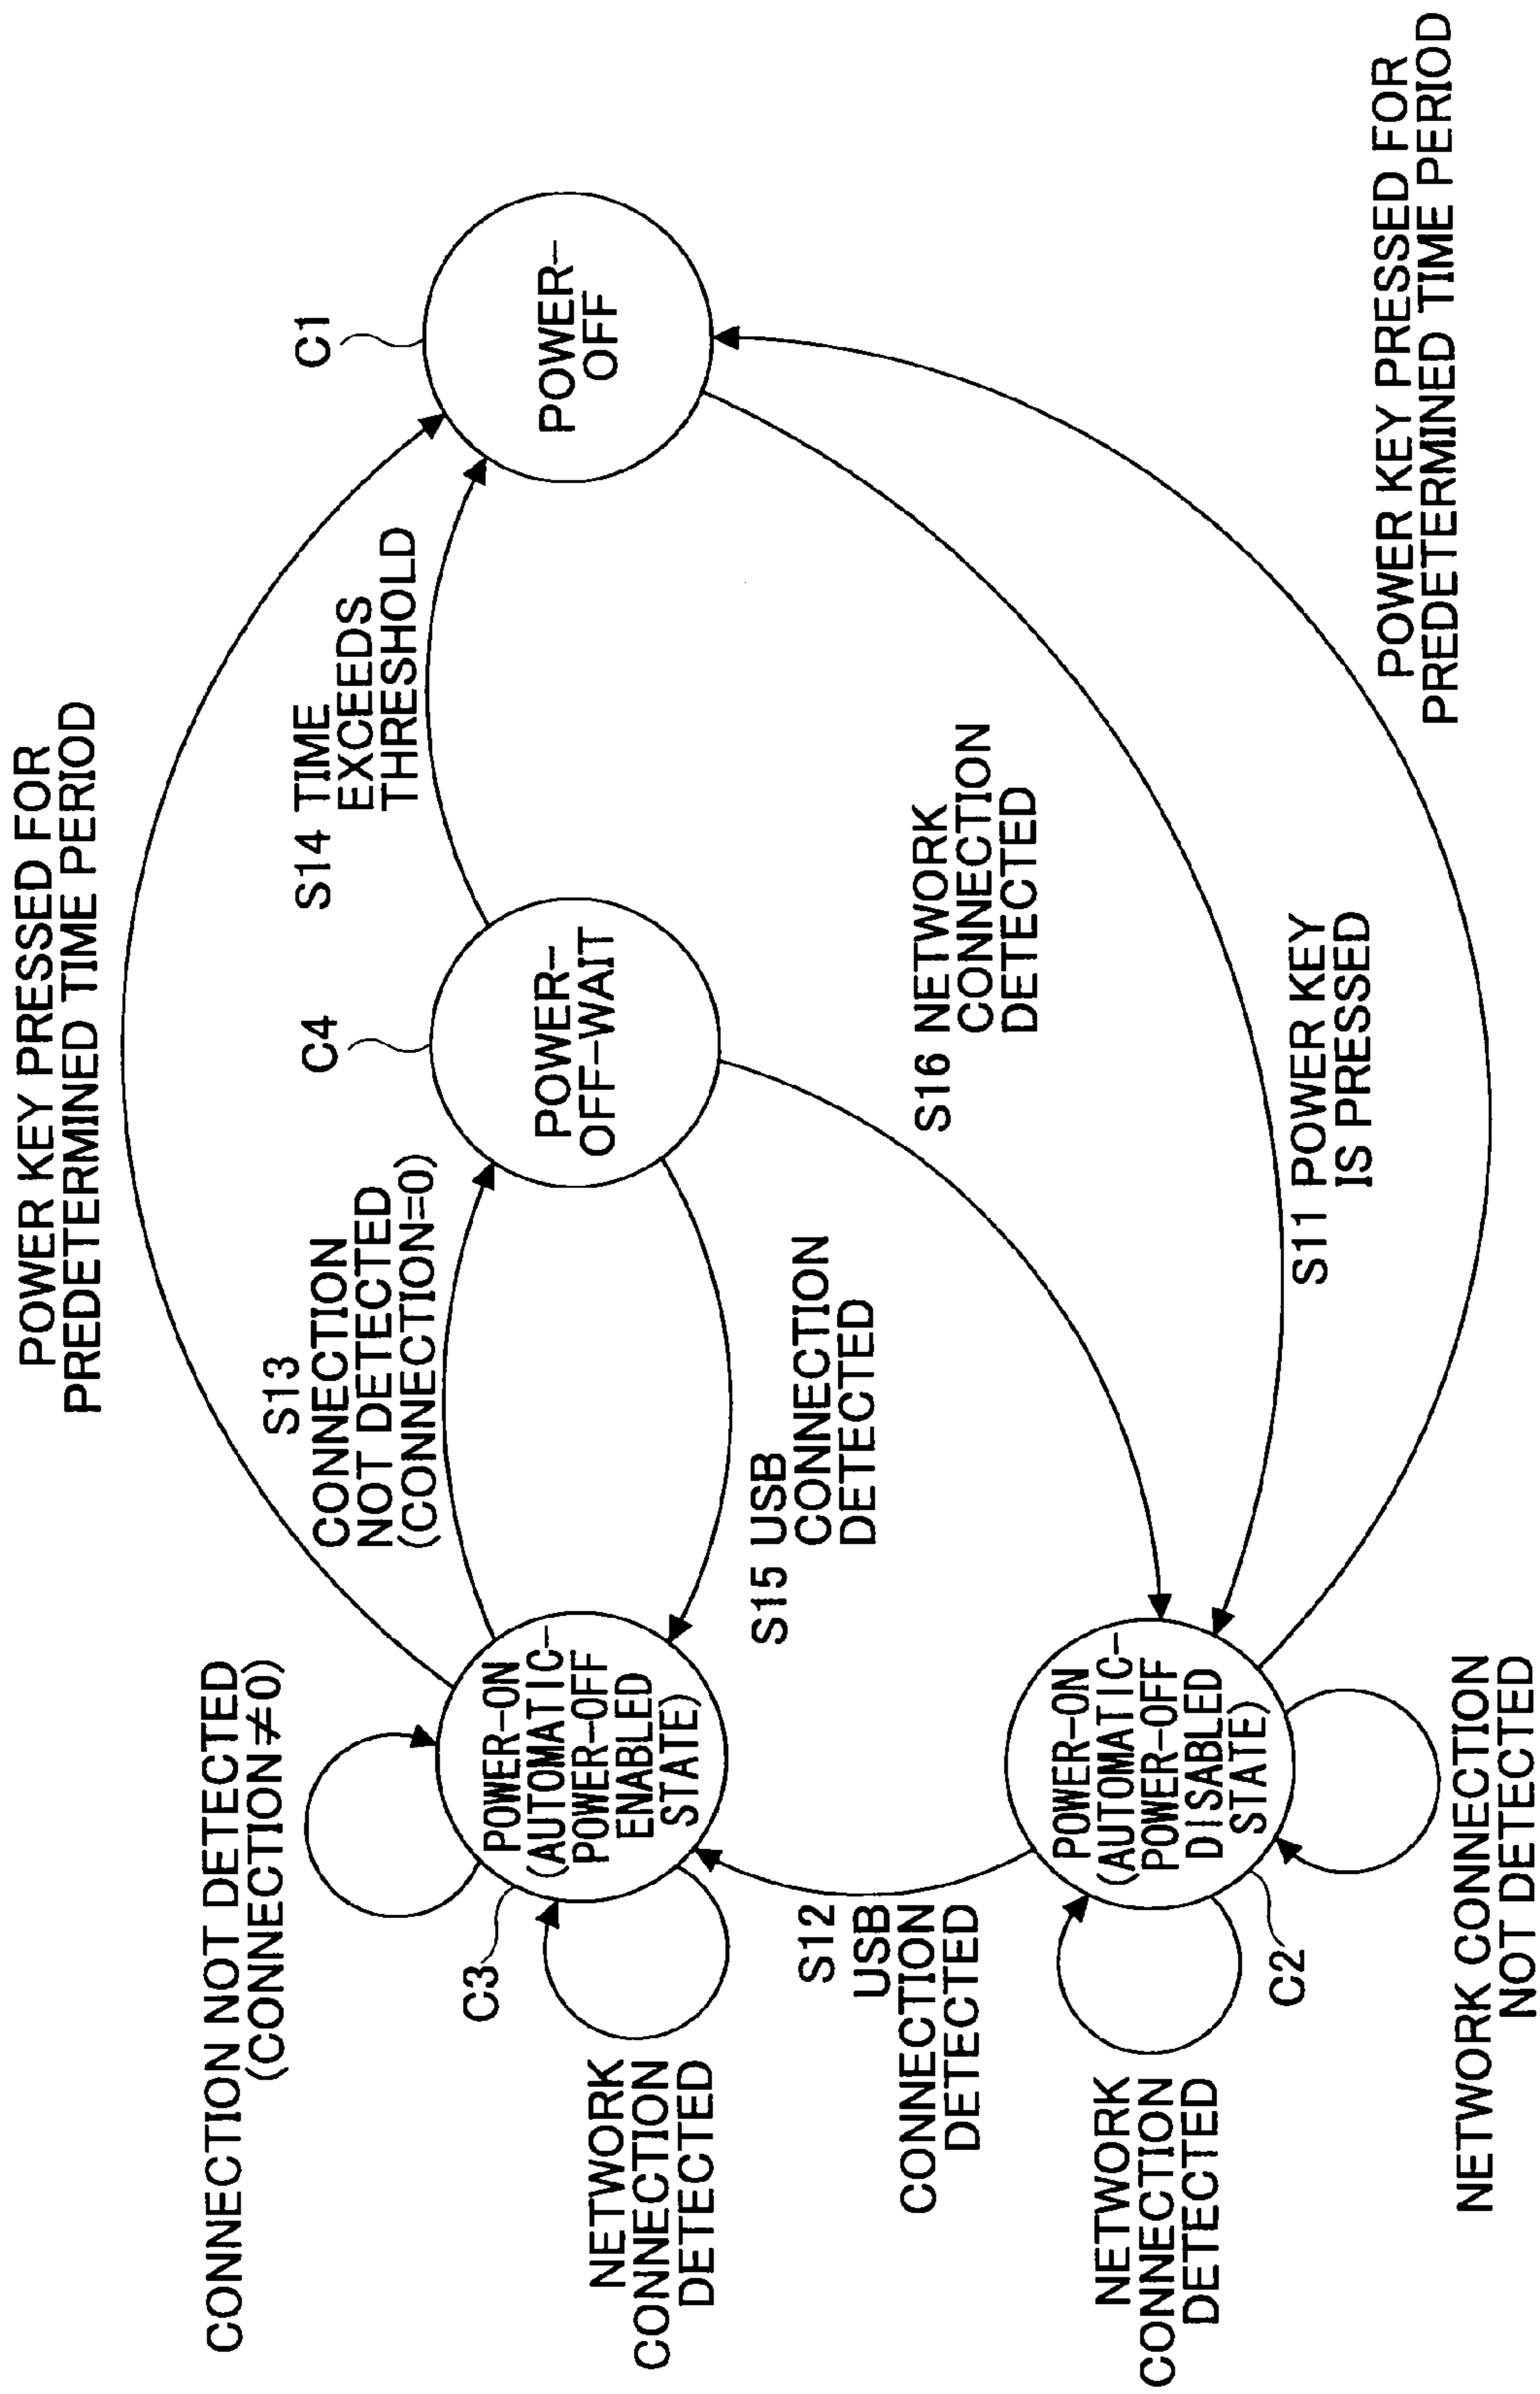 POWER KEY PRESSED FOR
PREDETERMINED TIME PERIOD
CONNECTION NOT DETECTED
(CONNECTION≠0)
S13
CONNECTION
NOT DETECTED
(CONNECTION=0)
S14 TIME
EXCEEDS
THRESHOLD
C4
C1
C3
POWER-ON
(AUTOMATIC-
POWER-OFF
ENABLED
STATE)
POWER-
OFF-WAIT
POWER-
OFF
NETWORK
CONNECTION
DETECTED
S15 USB
CONNECTION
DETECTED
S12
USB
CONNECTION
DETECTED
S16 NETWORK
CONNECTION
DETECTED
POWER-ON
(AUTOMATIC-
POWER-OFF
DISABLED
STATE)
NETWORK
CONNECTION
DETECTED
C2
S11 POWER KEY
IS PRESSED
POWER KEY PRESSED FOR
PREDETERMINED TIME PERIOD
NETWORK CONNECTION
NOT DETECTED